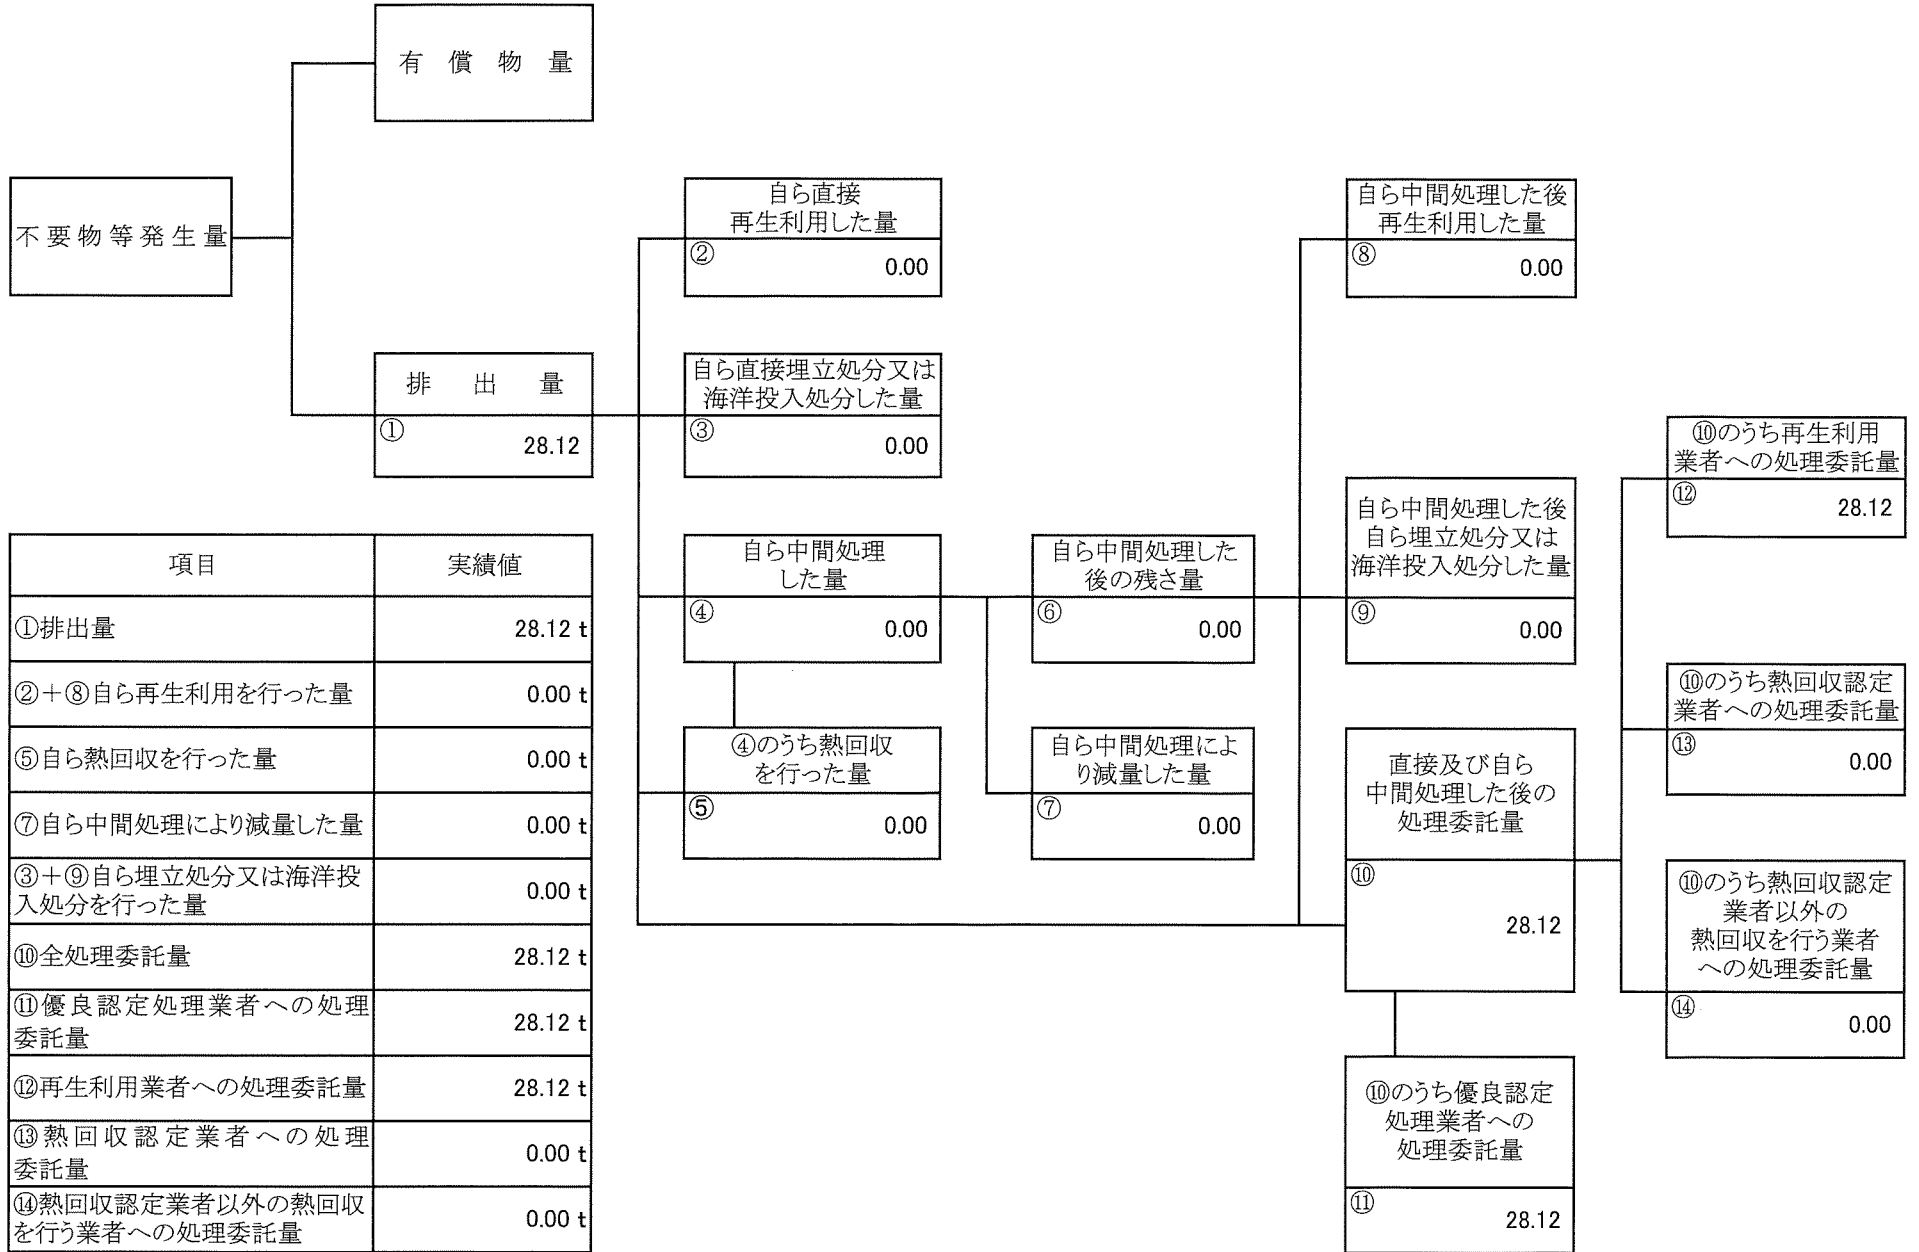 有償物量
不要物等発生量
排出量
①
28.12
自ら直接
再生利用した量
②
0.00
自ら直接埋立処分又は
海洋投入処分した量
③
0.00
自ら中間処理
した量
④
0.00
④のうち熱回収
を行った量
⑤
0.00
自ら中間処理した
後の残さ量
⑥
0.00
自ら中間処理によ
り減量した量
⑦
0.00
自ら中間処理した後
再生利用した量
⑧
0.00
自ら中間処理した後
自ら埋立処分又は
海洋投入処分した量
⑨
0.00
直接及び自ら
中間処理した後の
処理委託量
⑩
28.12
⑩のうち優良認定
処理業者への
処理委託量
⑪
28.12
⑩のうち再生利用
業者への処理委託量
⑫
28.12
⑩のうち熱回収認定
業者への処理委託量
⑬
0.00
⑩のうち熱回収認定
業者以外の
熱回収を行う業者
への処理委託量
⑭
0.00
項目 実績値
①排出量 28.12 t
②+⑧自ら再生利用を行った量 0.00 t
⑤自ら熱回収を行った量 0.00 t
⑦自ら中間処理により減量した量 0.00 t
③+⑨自ら埋立処分又は海洋投
入処分を行った量 0.00 t
⑩全処理委託量 28.12 t
⑪優良認定処理業者への処理
委託量 28.12 t
⑫再生利用業者への処理委託量 28.12 t
⑬熱回収認定業者への処理
委託量 0.00 t
⑭熱回収認定業者以外の熱回収
を行う業者への処理委託量 0.00 t